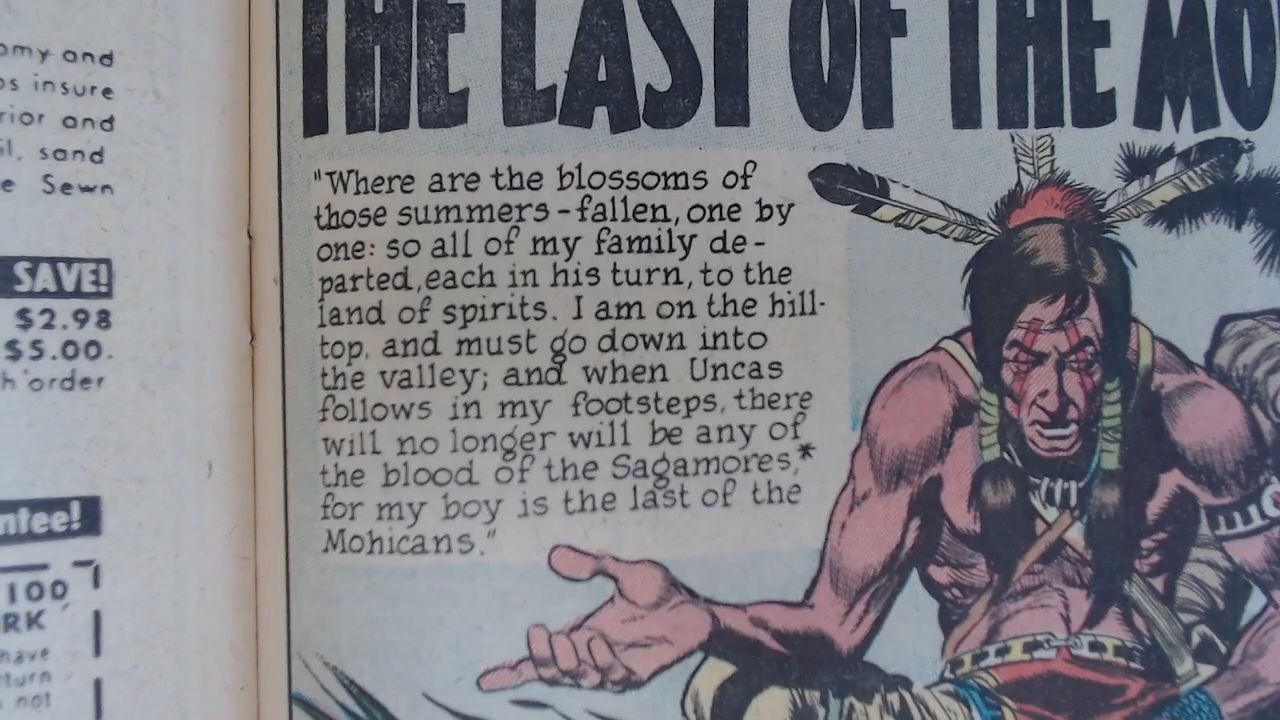 omy and
os insure
rior and
il, sand
e Sewn
SAVE!
$2.98
$5.00.
h order
ntee!
100
RK
have
turn
not
THE LAST OF THE MO
"Where are the blossoms of
those summers - fallen, one by
one: so all of my family de-
parted, each in his turn, to the
land of spirits. I am on the hill-
top, and must go down into
the valley; and when Uncas
follows in my footsteps, there
will no longer will be any of
the blood of the Sagamores,*
for my boy is the last of the
Mohicans."